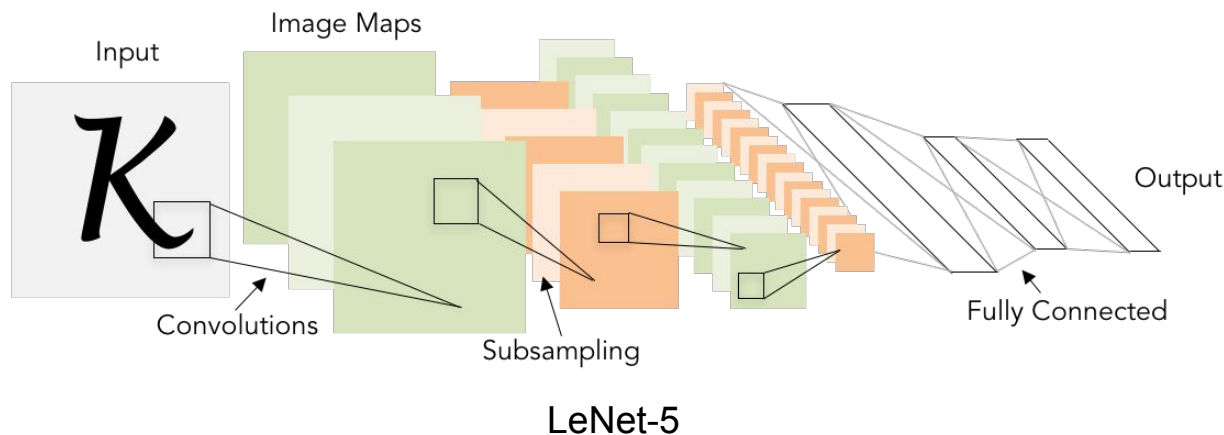 Image Maps
Input
K
Output
Convolutions
Fully Connected
Subsampling
LeNet-5